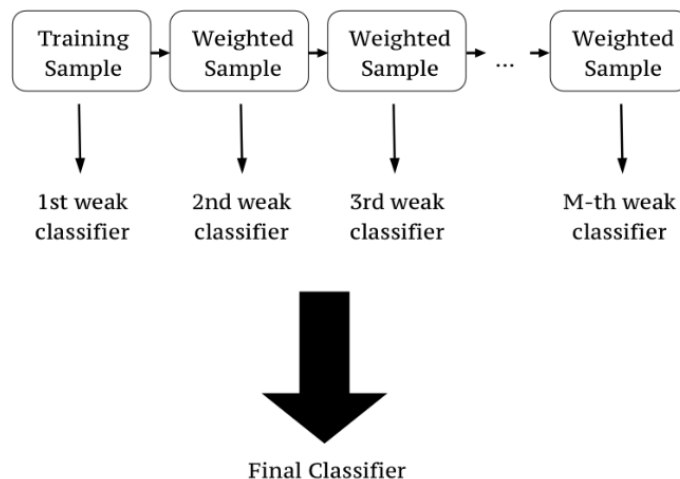 Training
Sample
Weighted
Sample
Weighted
Sample
...
Weighted
Sample
1st weak
classifier
2nd weak
classifier
3rd weak
classifier
M-th weak
classifier
Final Classifier